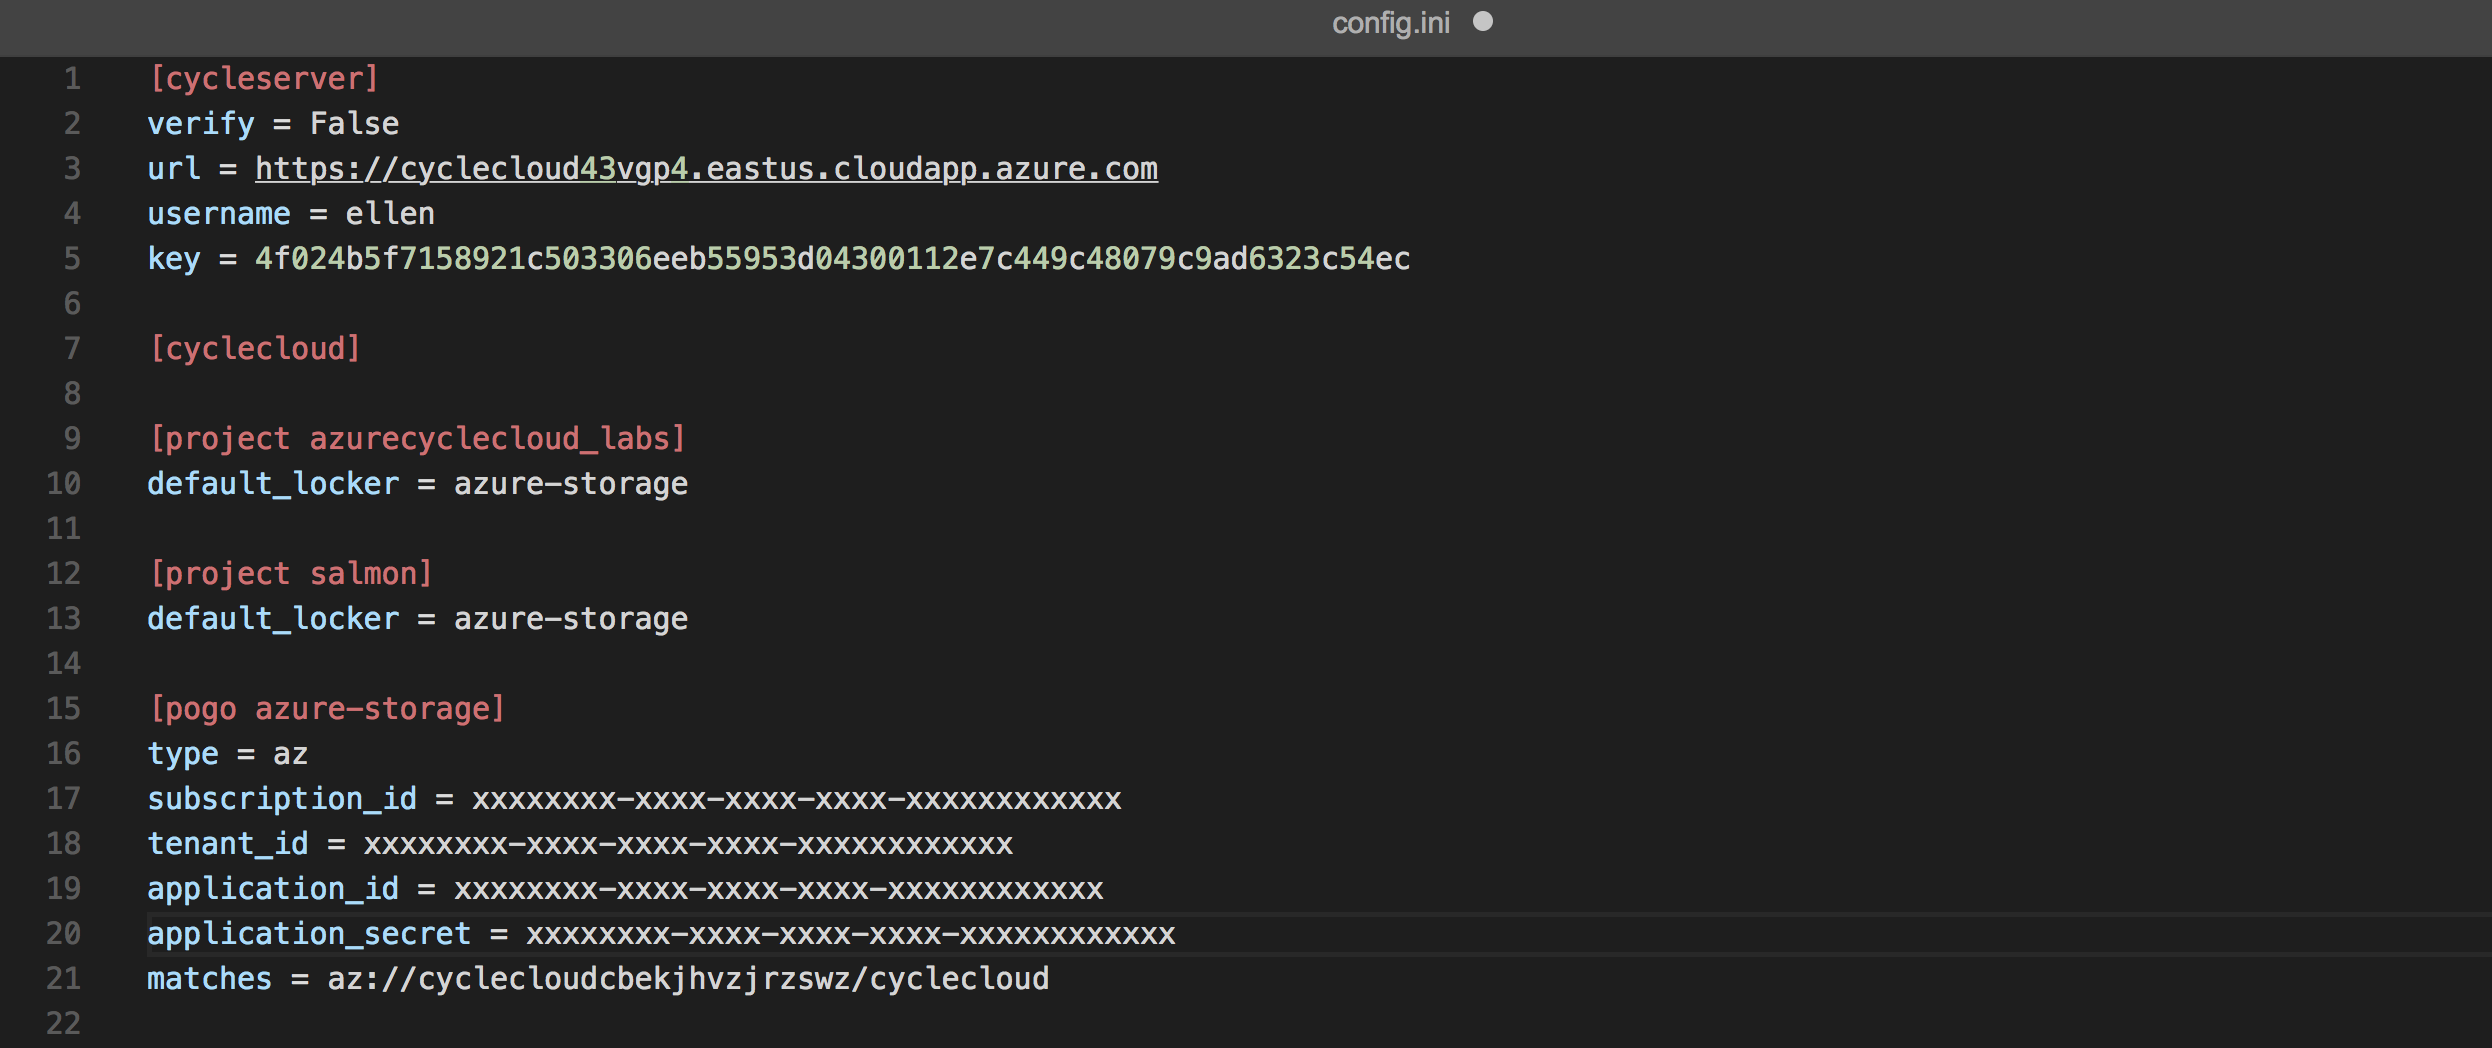 config.ini
1 [cycleserver]
2 verify = False
3 url = https://cyclecloud43vgp4.eastus.cloudapp.azure.com
4 username = ellen
5 key = 4f024b5f7158921c503306eeb55953d04300112e7c449c48079c9ad6323c54ec
6
7 [cyclecloud]
8
9 [project azurecyclecloud_labs]
10 default_locker = azure-storage
11
12 [project salmon]
13 default_locker = azure-storage
14
15 [pogo azure-storage]
16 type = az
17 subscription_id = xxxxxxxx-xxxx-xxxx-xxxx-xxxxxxxxxxxx
18 tenant_id = xxxxxxxx-xxxx-xxxx-xxxx-xxxxxxxxxxxx
19 application_id = xxxxxxxx-xxxx-xxxx-xxxx-xxxxxxxxxxxx
20 application_secret = xxxxxxxx-xxxx-xxxx-xxxx-xxxxxxxxxxxx
21 matches = az://cyclecloudcbekjhvzjrzswz/cyclecloud
22